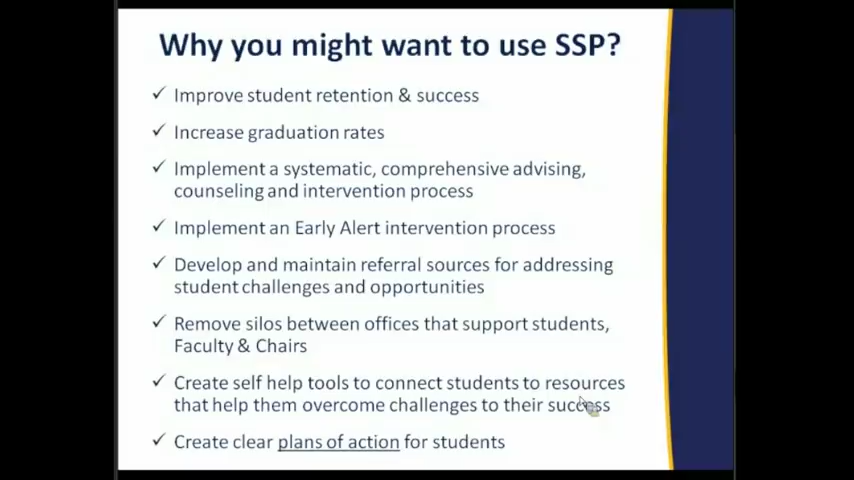 Why you might want to use SSP?
✓ Improve student retention & success
✓ Increase graduation rates
✓ Implement a systematic, comprehensive advising,
counseling and intervention process
✓ Implement an Early Alert intervention process
✓ Develop and maintain referral sources for addressing
student challenges and opportunities
✓ Remove silos between offices that support students,
Faculty & Chairs
✓ Create self help tools to connect students to resources
that help them overcome challenges to their success
✓ Create clear plans of action for students